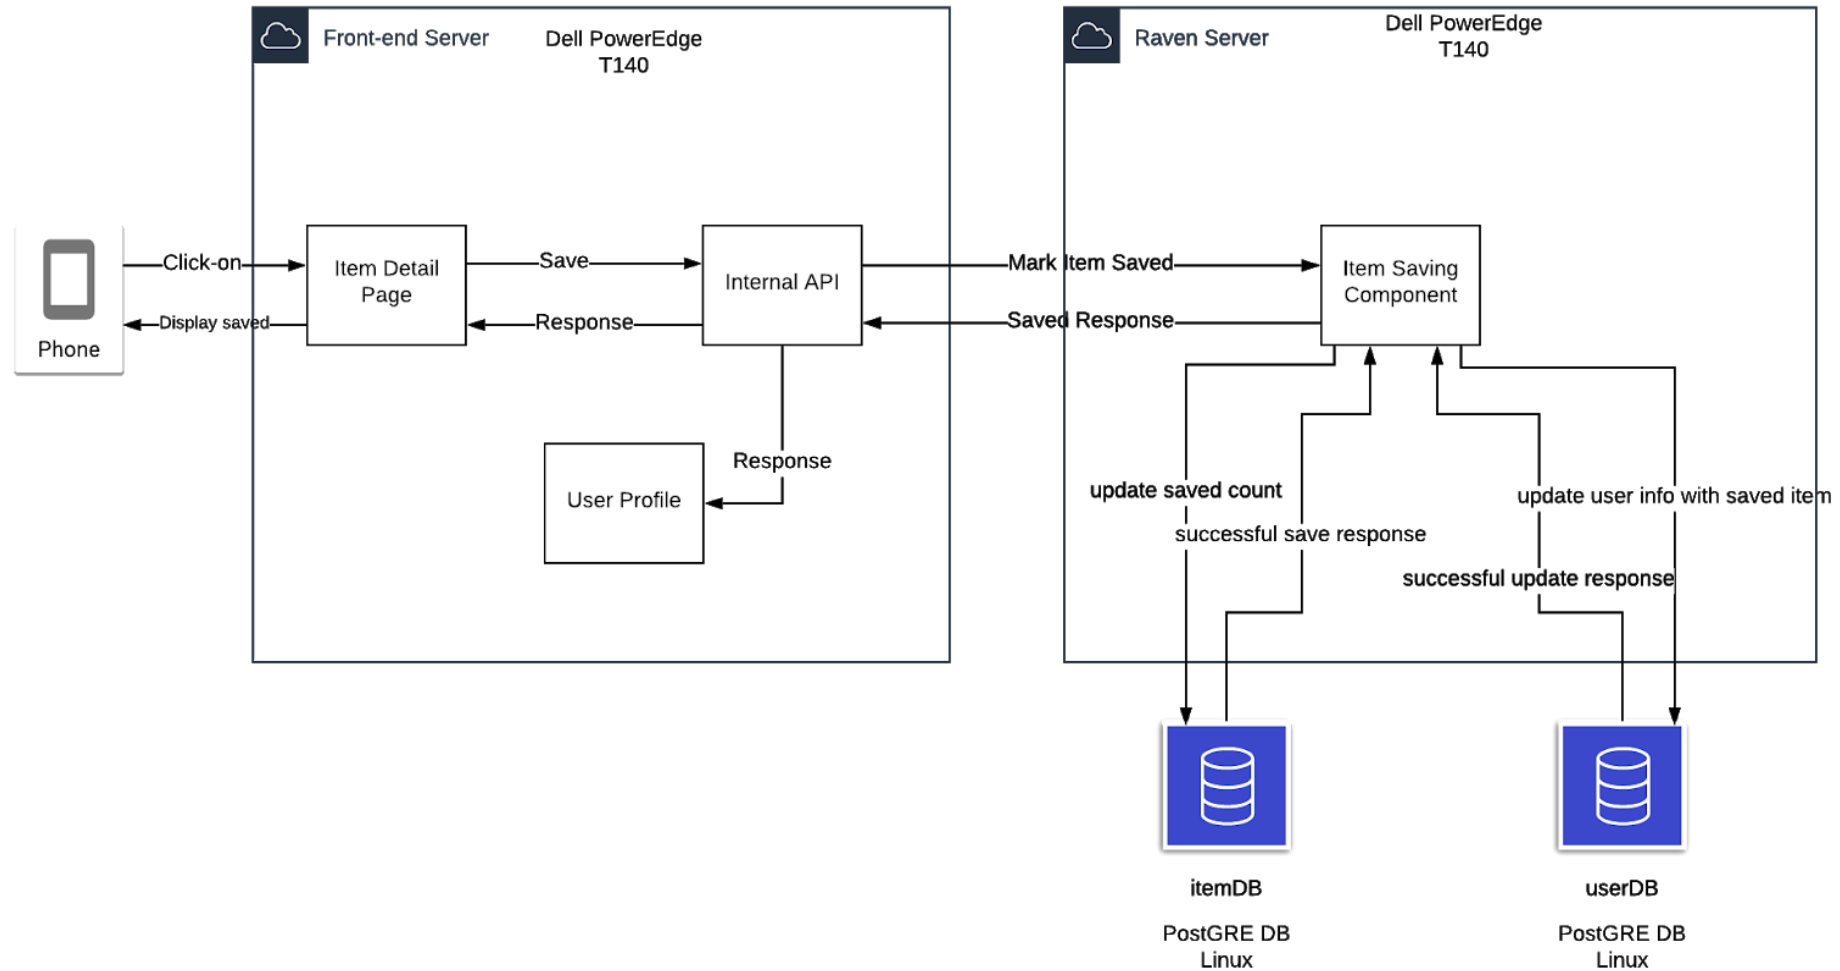 Front-end Server
Dell PowerEdge
T140
Raven Server
Dell PowerEdge
T140
Phone
Click-on
Display saved
Item Detail
Page
Save
Response
Internal API
Mark Item Saved
Saved Response
Item Saving
Component
Response
User Profile
update saved count
successful save response
update user info with saved item
successful update response
itemDB
PostGRE DB
Linux
userDB
PostGRE DB
Linux